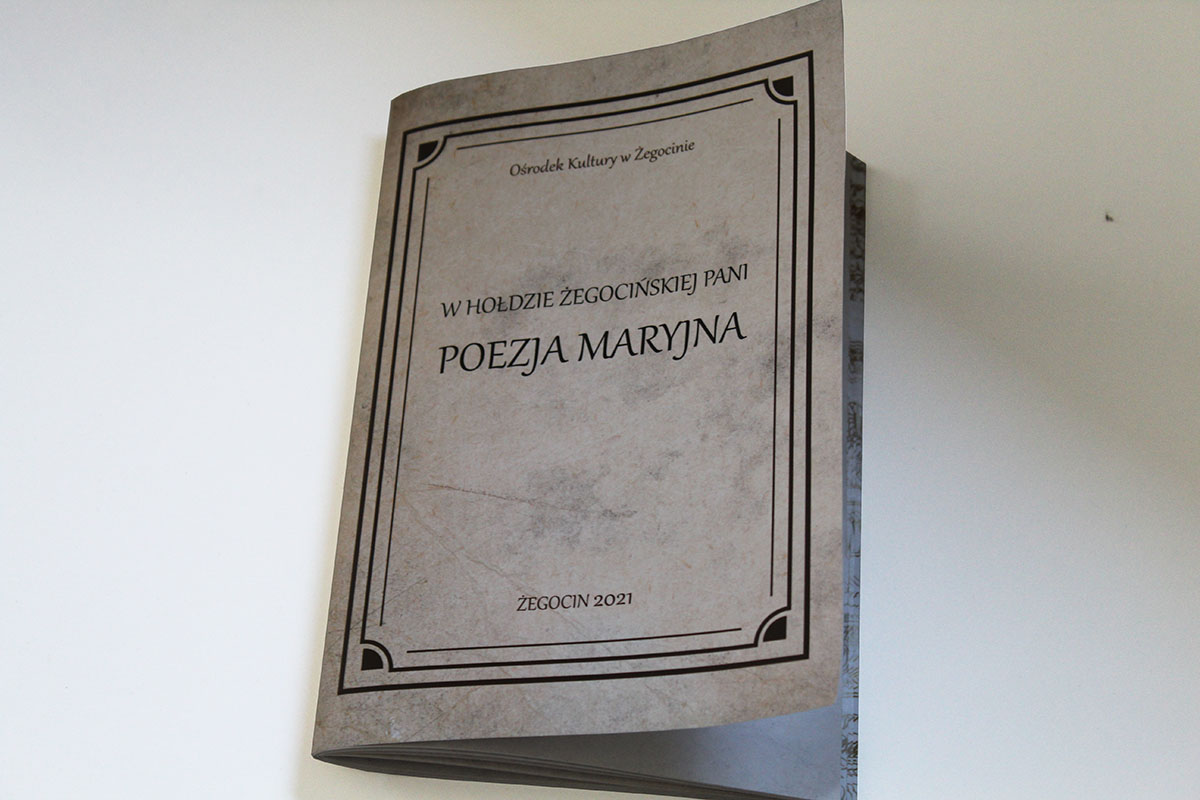 Ośrodek Kultury w Żegocinie
W HOŁDZIE ŻEGOCIŃSKIEJ PANI
POEZJA MARYJNA
ŻEGOCIN 2021